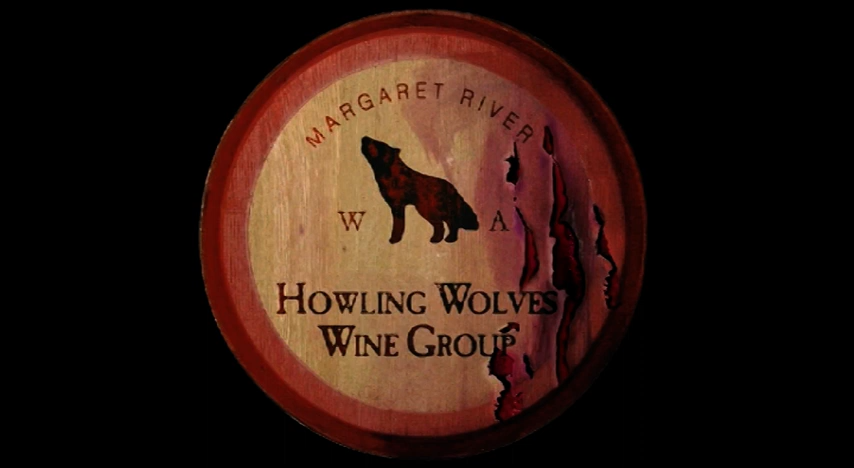 MARGARET RIVER
W A
HOWLING WOLVES
WINE GROUP